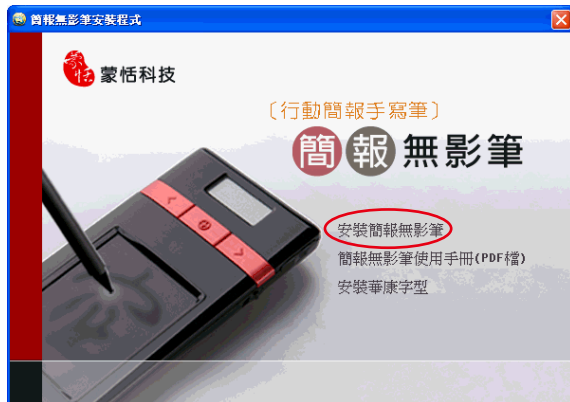 簡報無影筆安裝程式
蒙恬
蒙恬科技
〔行動簡報手寫筆〕
簡報無影筆
安裝簡報無影筆
簡報無影筆使用手冊(PDF檔)
安裝華康字型